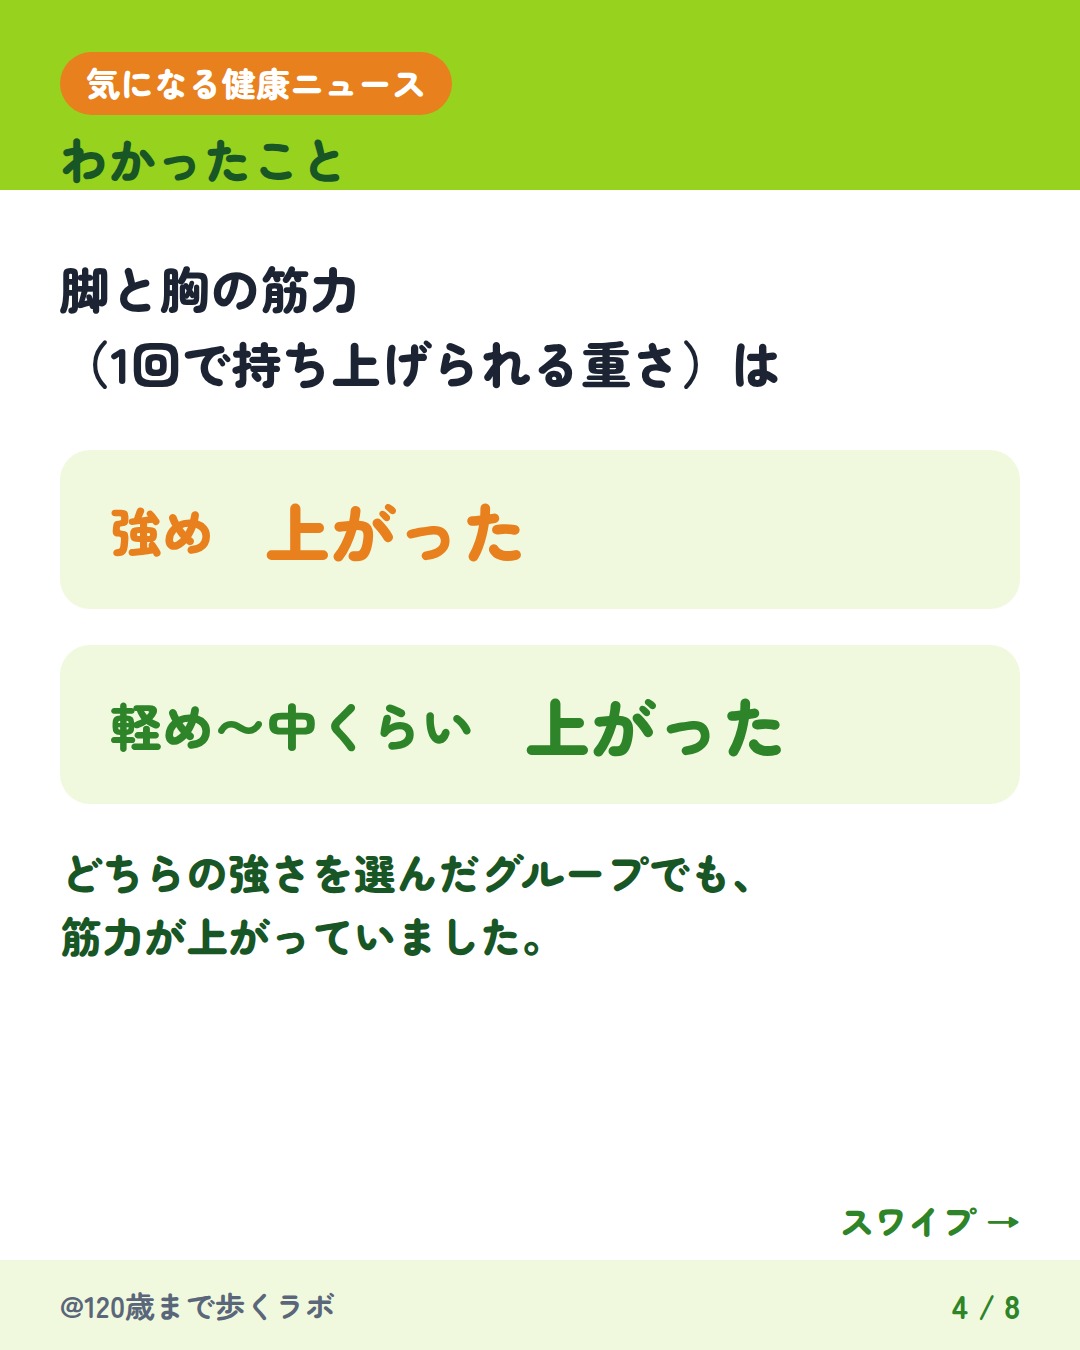 気になる健康ニュース
わかったこと
脚と胸の筋力
（1回で持ち上げられる重さ）は
強め　上がった
軽め〜中くらい　上がった
どちらの強さを選んだグループでも、
筋力が上がっていました。
スワイプ →
@120歳まで歩くラボ
4 / 8